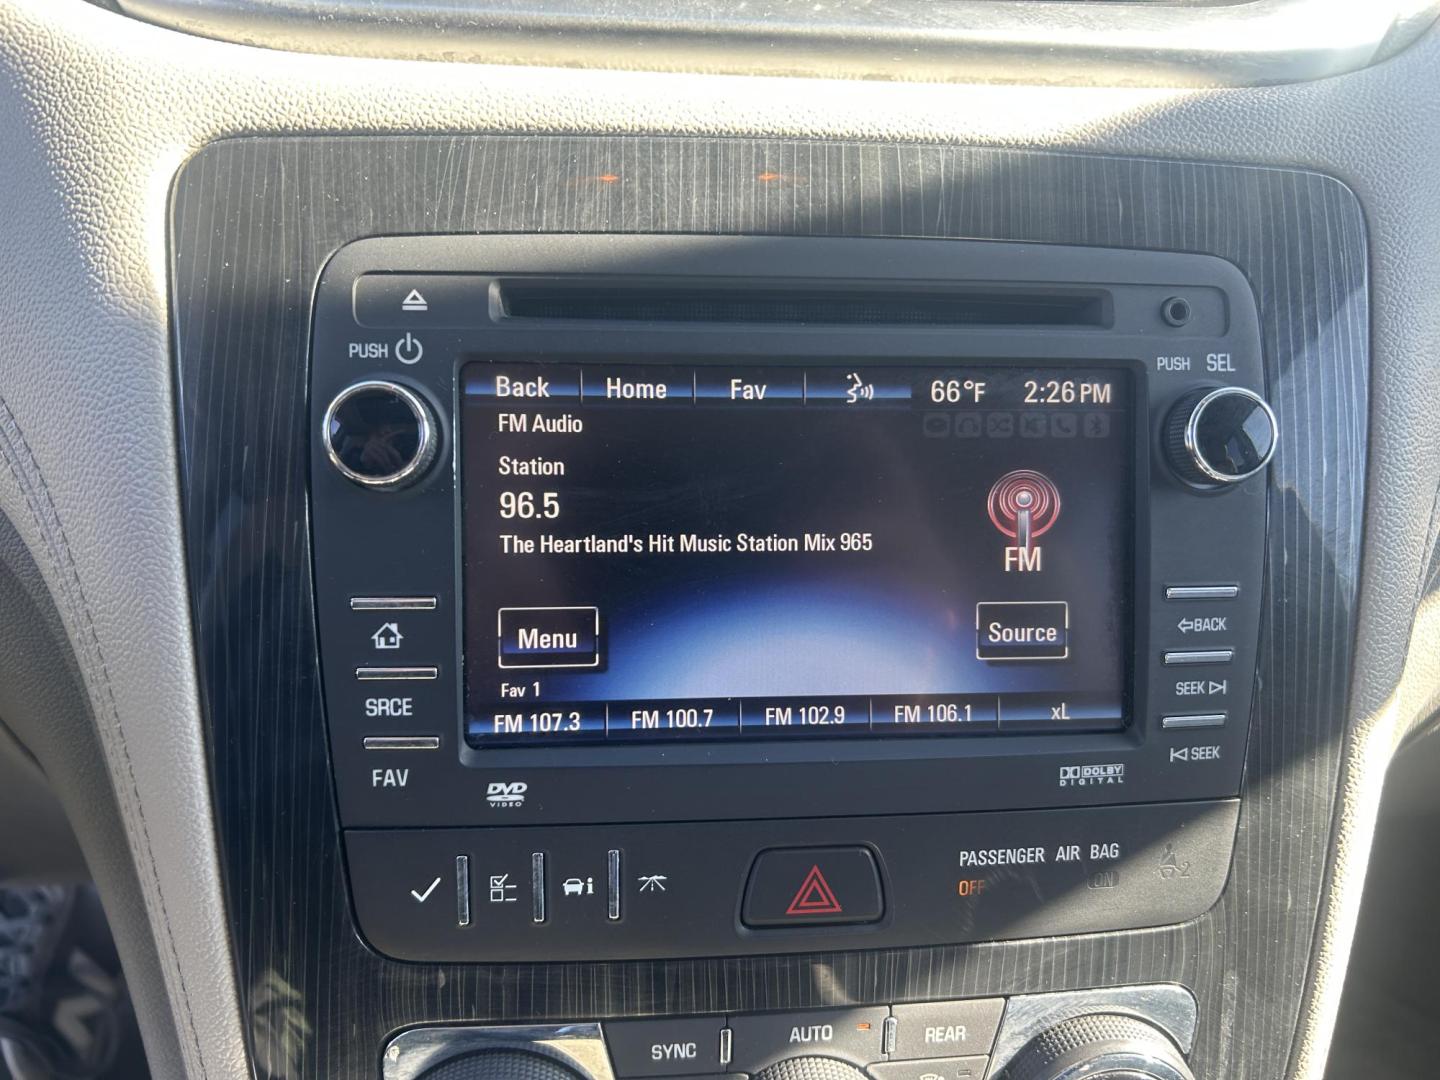 PUSH
PUSH SEL
Back Home Fav 66°F 2:26 PM
FM Audio
Station
96.5
The Heartland's Hit Music Station Mix 965
FM
Menu
Source
Fav 1
FM 107.3 FM 100.7 FM 102.9 FM 106.1 xL
SRCE
FAV
BACK
SEEK
SEEK
DVD
VIDEO
DOLBY
DIGITAL
PASSENGER AIR BAG
OFF ON
2
SYNC AUTO REAR